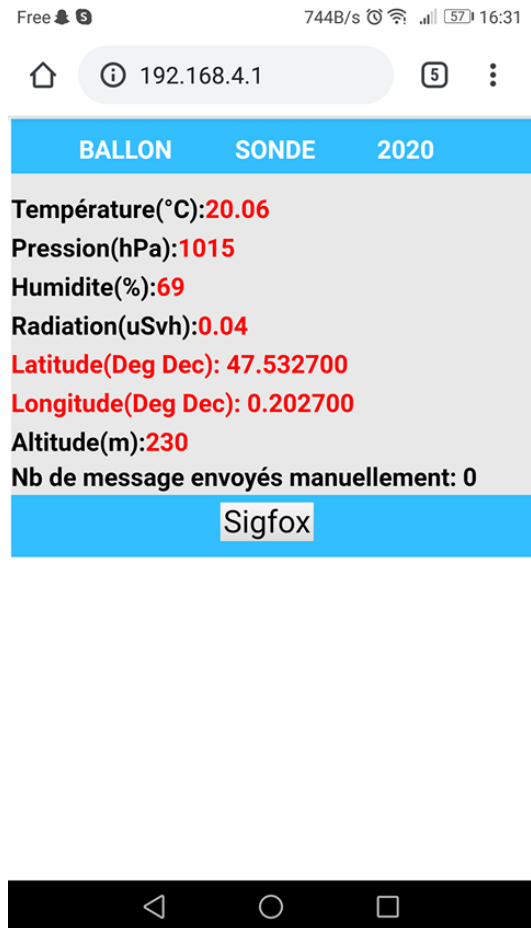 Free 744B/s 57 16:31
192.168.4.1 5
BALLON SONDE 2020
Température(°C):20.06
Pression(hPa):1015
Humidite(%):69
Radiation(uSvh):0.04
Latitude(Deg Dec): 47.532700
Longitude(Deg Dec): 0.202700
Altitude(m):230
Nb de message envoyés manuellement: 0
Sigfox